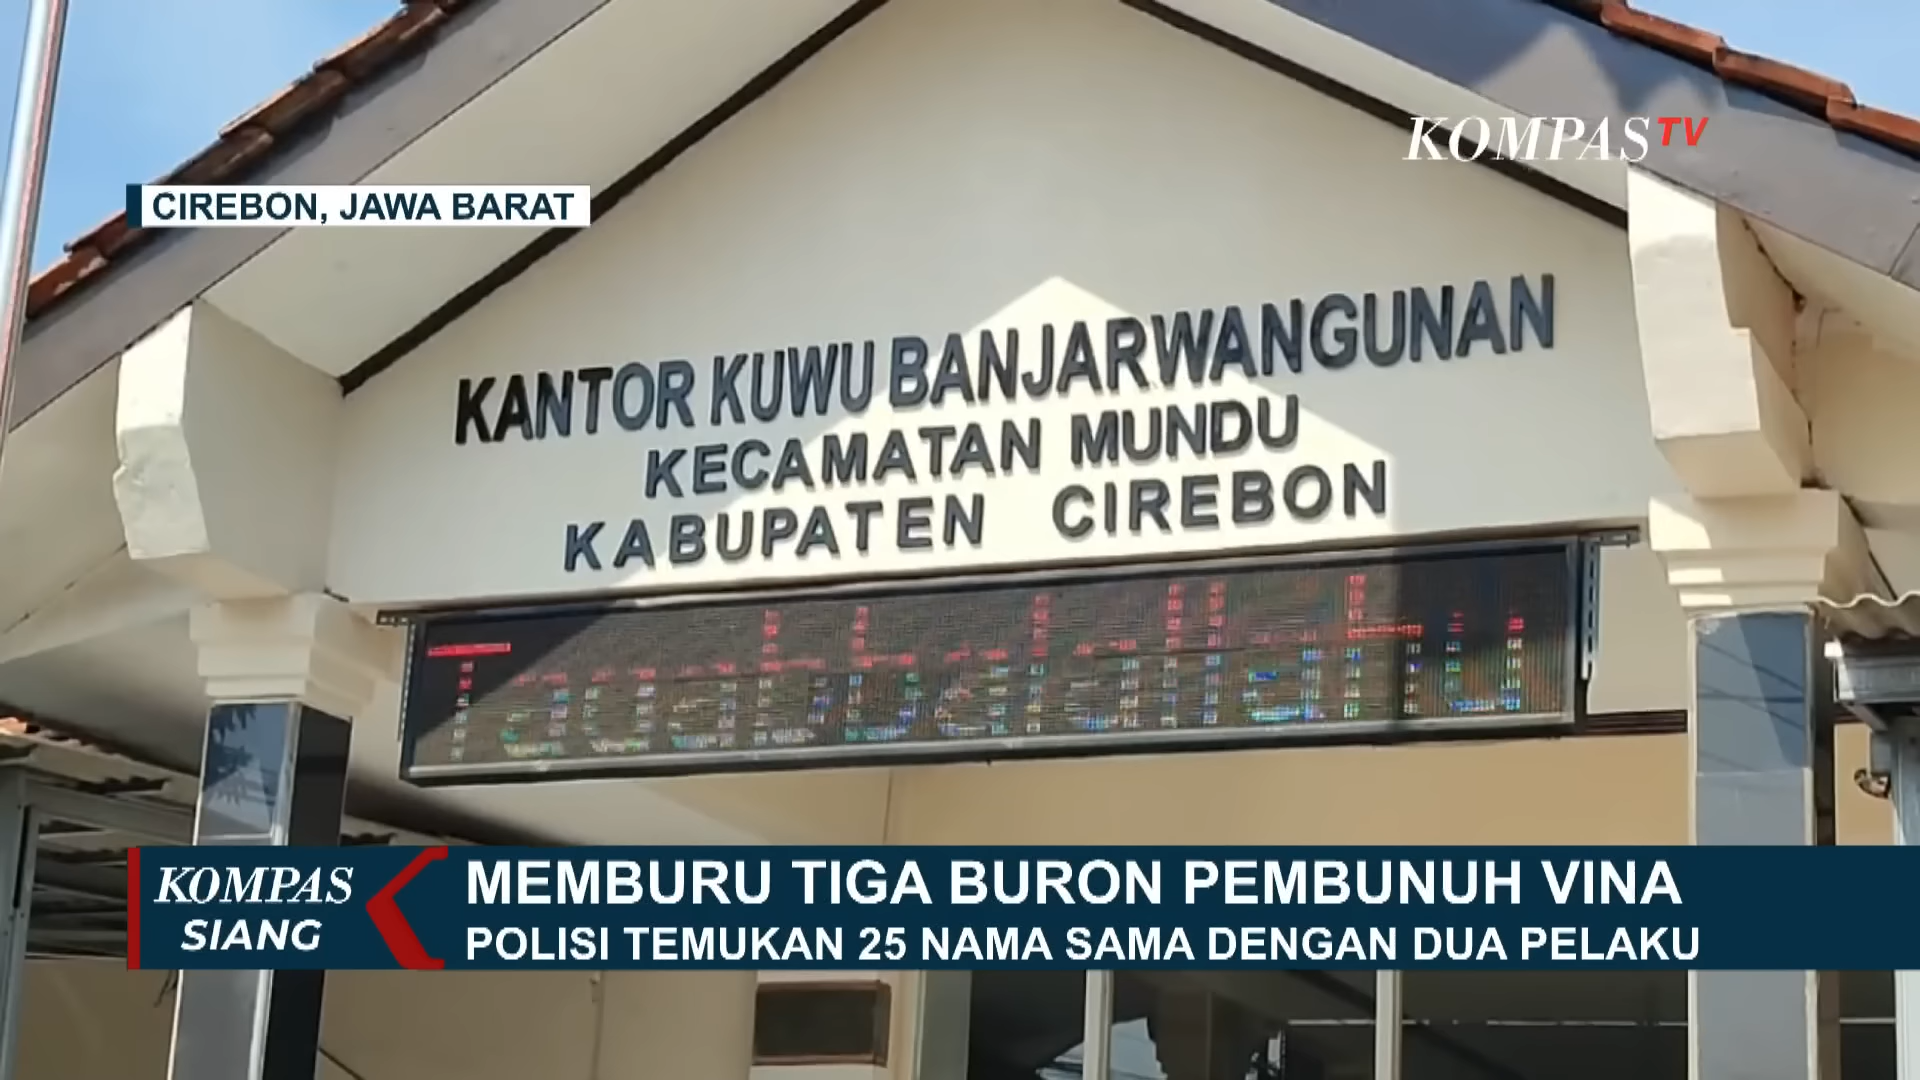 KOMPAS TV
CIREBON, JAWA BARAT
KANTOR KUWU BANJARWANGUNAN
KECAMATAN MUNDU
KABUPATEN CIREBON
KOMPAS
SIANG
MEMBURU TIGA BURON PEMBUNUH VINA
POLISI TEMUKAN 25 NAMA SAMA DENGAN DUA PELAKU